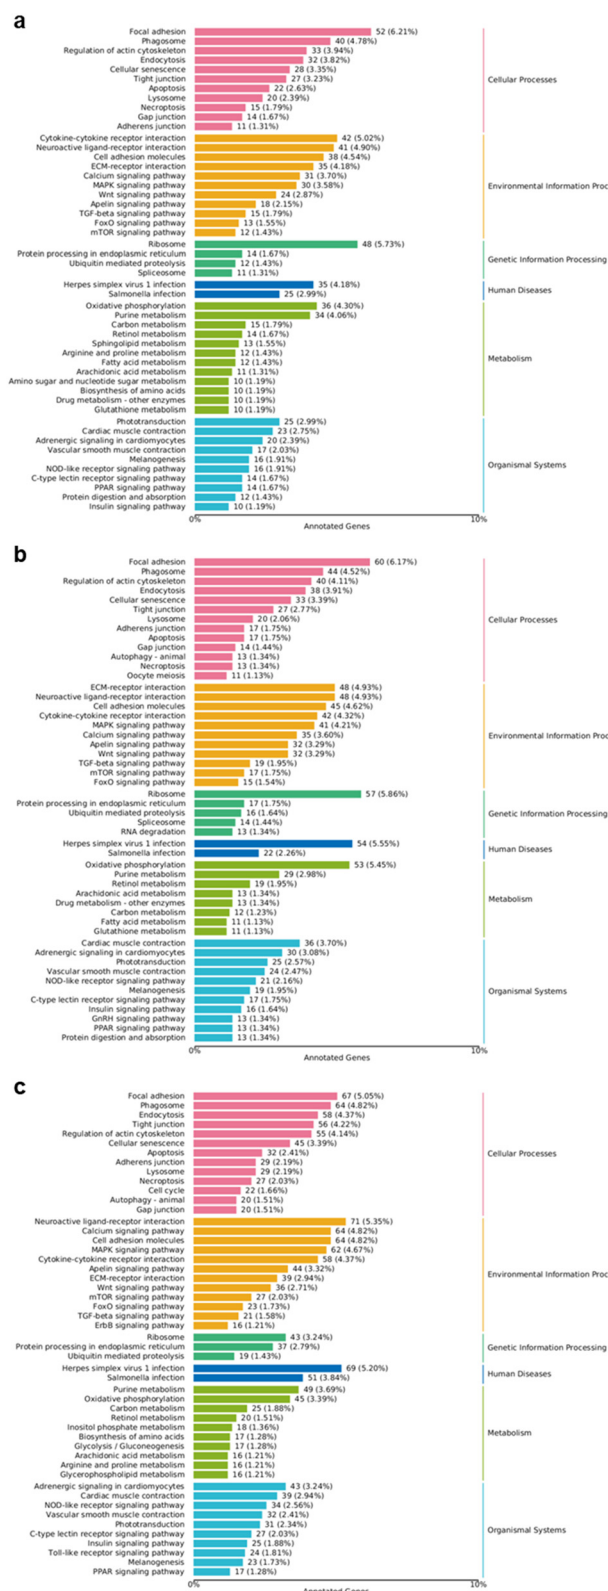 a
Focal adhesion 52 (6.21%)
Phagosome 40 (4.78%)
Regulation of actin cytoskeleton 33 (3.94%)
Endocytosis 32 (3.82%)
Cellular senescence 28 (3.35%)
Tight junction 27 (3.23%)
Apoptosis 22 (2.63%)
Lysosome 20 (2.39%)
Necroptosis 15 (1.79%)
Gap junction 14 (1.67%)
Adherens junction 11 (1.31%)
Cellular Processes
Cytokine-cytokine receptor interaction 42 (5.02%)
Neuroactive ligand-receptor interaction 41 (4.90%)
Cell adhesion molecules 38 (4.54%)
ECM-receptor interaction 35 (4.18%)
Calcium signaling pathway 31 (3.70%)
MAPK signaling pathway 30 (3.58%)
Wnt signaling pathway 24 (2.87%)
Apelin signaling pathway 18 (2.15%)
TGF-beta signaling pathway 15 (1.79%)
FoxO signaling pathway 13 (1.55%)
mTOR signaling pathway 12 (1.43%)
Environmental Information Proc
Ribosome 48 (5.73%)
Protein processing in endoplasmic reticulum 14 (1.67%)
Ubiquitin mediated proteolysis 12 (1.43%)
Spliceosome 11 (1.31%)
Genetic Information Processing
Herpes simplex virus 1 infection 35 (4.18%)
Salmonella infection 25 (2.99%)
Human Diseases
Oxidative phosphorylation 36 (4.30%)
Purine metabolism 34 (4.06%)
Carbon metabolism 15 (1.79%)
Retinol metabolism 14 (1.67%)
Sphingolipid metabolism 13 (1.55%)
Arginine and proline metabolism 12 (1.43%)
Fatty acid metabolism 12 (1.43%)
Arachidonic acid metabolism 11 (1.31%)
Amino sugar and nucleotide sugar metabolism 10 (1.19%)
Biosynthesis of amino acids 10 (1.19%)
Drug metabolism - other enzymes 10 (1.19%)
Glutathione metabolism 10 (1.19%)
Metabolism
Phototransduction 25 (2.99%)
Cardiac muscle contraction 23 (2.75%)
Adrenergic signaling in cardiomyocytes 20 (2.39%)
Vascular smooth muscle contraction 17 (2.03%)
Melanogenesis 16 (1.91%)
NOD-like receptor signaling pathway 16 (1.91%)
C-type lectin receptor signaling pathway 14 (1.67%)
PPAR signaling pathway 14 (1.67%)
Protein digestion and absorption 12 (1.43%)
Insulin signaling pathway 10 (1.19%)
Organismal Systems
0% 10%
Annotated Genes
b
Focal adhesion 60 (6.17%)
Phagosome 44 (4.52%)
Regulation of actin cytoskeleton 40 (4.11%)
Endocytosis 38 (3.91%)
Cellular senescence 33 (3.39%)
Tight junction 27 (2.77%)
Lysosome 20 (2.06%)
Adherens junction 17 (1.75%)
Apoptosis 17 (1.75%)
Gap junction 14 (1.44%)
Autophagy - animal 13 (1.34%)
Necroptosis 13 (1.34%)
Oocyte meiosis 11 (1.13%)
Cellular Processes
ECM-receptor interaction 48 (4.93%)
Neuroactive ligand-receptor interaction 48 (4.93%)
Cell adhesion molecules 45 (4.62%)
Cytokine-cytokine receptor interaction 42 (4.32%)
MAPK signaling pathway 41 (4.21%)
Calcium signaling pathway 35 (3.60%)
Apelin signaling pathway 32 (3.29%)
Wnt signaling pathway 32 (3.29%)
TGF-beta signaling pathway 19 (1.95%)
mTOR signaling pathway 17 (1.75%)
FoxO signaling pathway 15 (1.54%)
Environmental Information Proc
Ribosome 57 (5.86%)
Protein processing in endoplasmic reticulum 17 (1.75%)
Ubiquitin mediated proteolysis 16 (1.64%)
Spliceosome 14 (1.44%)
RNA degradation 13 (1.34%)
Genetic Information Processing
Herpes simplex virus 1 infection 54 (5.55%)
Salmonella infection 22 (2.26%)
Human Diseases
Oxidative phosphorylation 53 (5.45%)
Purine metabolism 29 (2.98%)
Retinol metabolism 19 (1.95%)
Arachidonic acid metabolism 13 (1.34%)
Drug metabolism - other enzymes 13 (1.34%)
Carbon metabolism 12 (1.23%)
Fatty acid metabolism 11 (1.13%)
Glutathione metabolism 11 (1.13%)
Metabolism
Cardiac muscle contraction 36 (3.70%)
Adrenergic signaling in cardiomyocytes 30 (3.08%)
Phototransduction 25 (2.57%)
Vascular smooth muscle contraction 24 (2.47%)
NOD-like receptor signaling pathway 21 (2.16%)
Melanogenesis 19 (1.95%)
C-type lectin receptor signaling pathway 17 (1.75%)
Insulin signaling pathway 16 (1.64%)
GnRH signaling pathway 13 (1.34%)
PPAR signaling pathway 13 (1.34%)
Protein digestion and absorption 13 (1.34%)
Organismal Systems
0% 10%
Annotated Genes
c
Focal adhesion 67 (5.05%)
Phagosome 64 (4.82%)
Endocytosis 58 (4.37%)
Tight junction 56 (4.22%)
Regulation of actin cytoskeleton 55 (4.14%)
Cellular senescence 45 (3.39%)
Apoptosis 32 (2.41%)
Adherens junction 29 (2.19%)
Lysosome 29 (2.19%)
Necroptosis 27 (2.03%)
Cell cycle 22 (1.66%)
Autophagy - animal 20 (1.51%)
Gap junction 20 (1.51%)
Cellular Processes
Neuroactive ligand-receptor interaction 71 (5.35%)
Calcium signaling pathway 64 (4.82%)
Cell adhesion molecules 64 (4.82%)
MAPK signaling pathway 62 (4.67%)
Cytokine-cytokine receptor interaction 58 (4.37%)
Apelin signaling pathway 44 (3.32%)
ECM-receptor interaction 39 (2.94%)
Wnt signaling pathway 36 (2.71%)
mTOR signaling pathway 27 (2.03%)
FoxO signaling pathway 23 (1.73%)
TGF-beta signaling pathway 21 (1.58%)
ErbB signaling pathway 16 (1.21%)
Environmental Information Proc
Ribosome 43 (3.24%)
Protein processing in endoplasmic reticulum 37 (2.79%)
Ubiquitin mediated proteolysis 19 (1.43%)
Genetic Information Processing
Herpes simplex virus 1 infection 69 (5.20%)
Salmonella infection 51 (3.84%)
Human Diseases
Purine metabolism 49 (3.69%)
Oxidative phosphorylation 45 (3.39%)
Carbon metabolism 25 (1.88%)
Retinol metabolism 20 (1.51%)
Inositol phosphate metabolism 18 (1.36%)
Biosynthesis of amino acids 17 (1.28%)
Glycolysis / Gluconeogenesis 17 (1.28%)
Arachidonic acid metabolism 16 (1.21%)
Arginine and proline metabolism 16 (1.21%)
Glycerophospholipid metabolism 16 (1.21%)
Metabolism
Adrenergic signaling in cardiomyocytes 43 (3.24%)
Cardiac muscle contraction 39 (2.94%)
NOD-like receptor signaling pathway 34 (2.56%)
Vascular smooth muscle contraction 32 (2.41%)
Phototransduction 31 (2.34%)
C-type lectin receptor signaling pathway 27 (2.03%)
Insulin signaling pathway 25 (1.88%)
Toll-like receptor signaling pathway 24 (1.81%)
Melanogenesis 23 (1.73%)
PPAR signaling pathway 17 (1.28%)
Organismal Systems
0% 10%
Annotated Genes